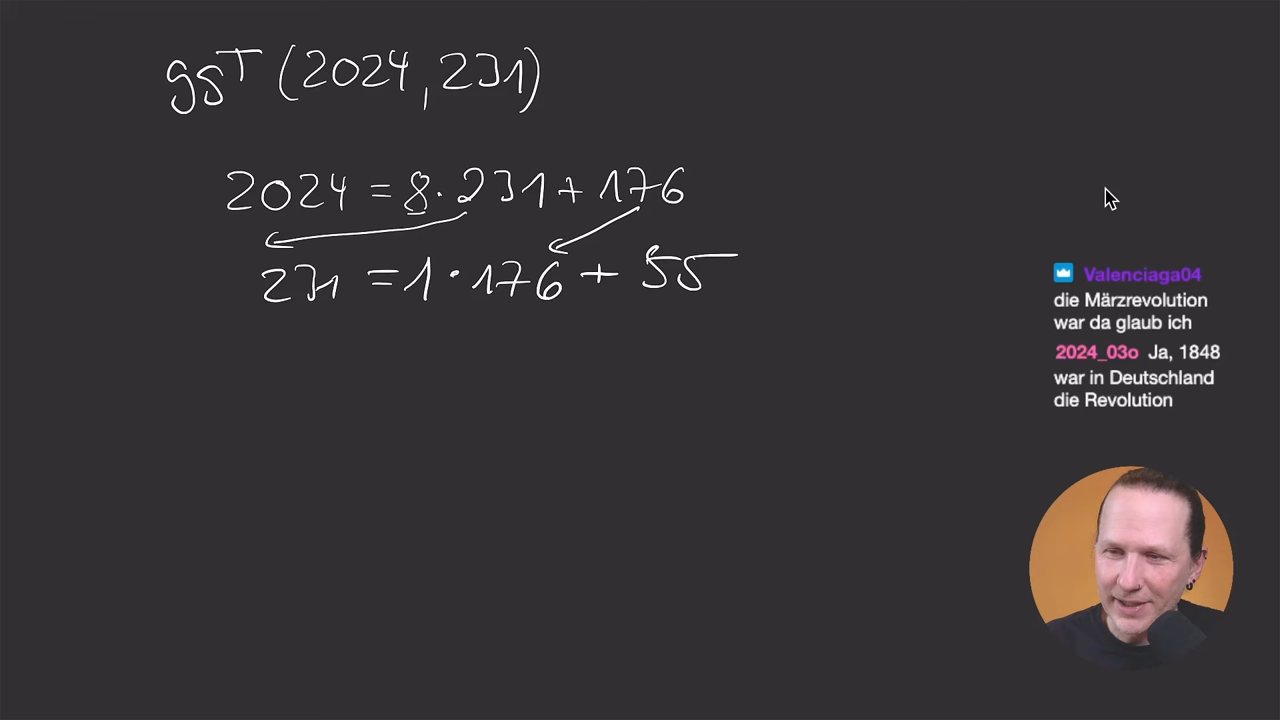 ggT (2024, 231)
2024 = 8·231 + 176
231 = 1·176 + 55
Valenciaga04
die Märzrevolution
war da glaub ich
2024_03o Ja, 1848
war in Deutschland
die Revolution